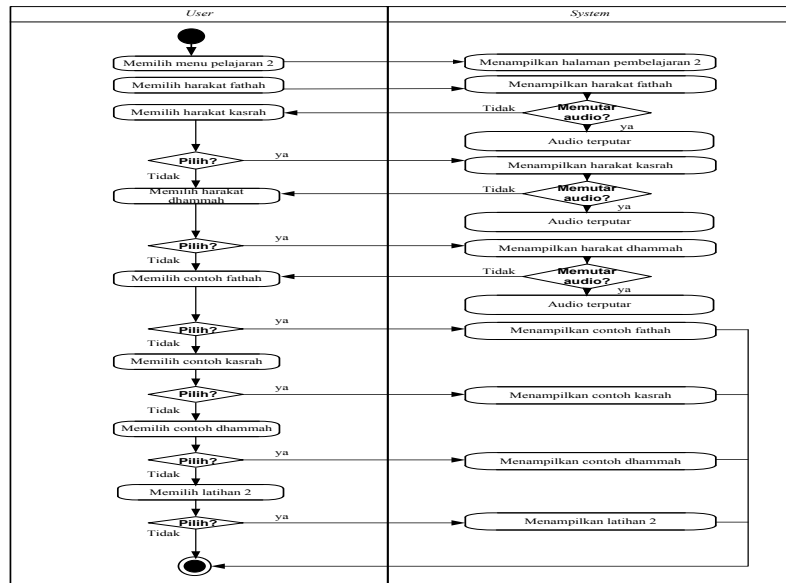 User
System
Memilih menu pelajaran 2
Menampilkan halaman pembelajaran 2
Memilih harakat fathah
Menampilkan harakat fathah
Memilih harakat kasrah
Tidak
Memutar
audio?
ya
Audio terputar
Pilih?
ya
Menampilkan harakat kasrah
Tidak
Memilih harakat
dhammah
Tidak
Memutar
audio?
ya
Audio terputar
Pilih?
ya
Menampilkan harakat dhammah
Tidak
Memilih contoh fathah
Tidak
Memutar
audio?
ya
Audio terputar
Pilih?
ya
Menampilkan contoh fathah
Tidak
Memilih contoh kasrah
Pilih?
ya
Menampilkan contoh kasrah
Tidak
Memilih contoh dhammah
Pilih?
ya
Menampilkan contoh dhammah
Tidak
Memilih latihan 2
Pilih?
ya
Menampilkan latihan 2
Tidak